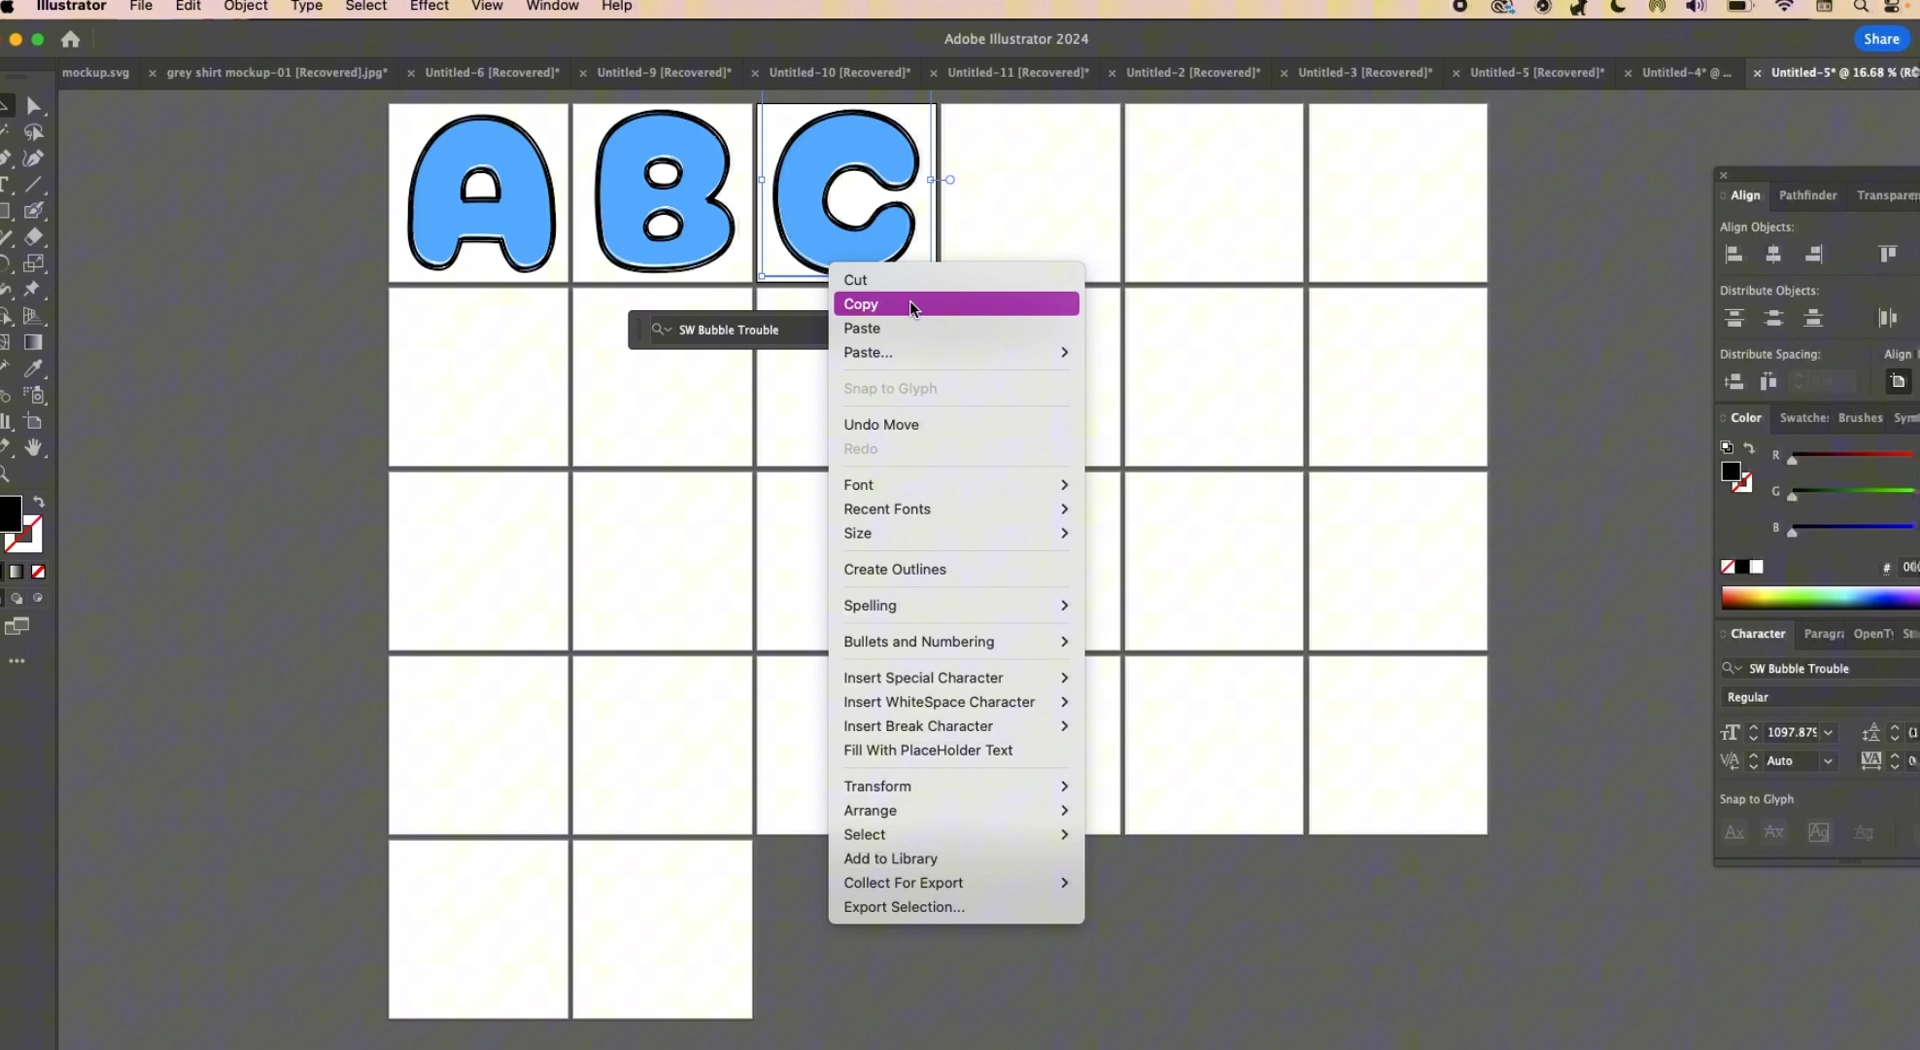 Illustrator File Edit Object Type Select Effect View Window Help
Adobe Illustrator 2024
Share
mockup.svg × grey shirt mockup-01 [Recovered].jpg* × Untitled-6 [Recovered]* × Untitled-9 [Recovered]* × Untitled-10 [Recovered]* × Untitled-11 [Recovered]* × Untitled-2 [Recovered]* × Untitled-3 [Recovered]* × Untitled-5 [Recovered]* × Untitled-4* @ ... × Untitled-5* @ 16.68 %
A B C
SW Bubble Trouble
Cut
Copy
Paste
Paste...
Snap to Glyph
Undo Move
Redo
Font
Recent Fonts
Size
Create Outlines
Spelling
Bullets and Numbering
Insert Special Character
Insert WhiteSpace Character
Insert Break Character
Fill With PlaceHolder Text
Transform
Arrange
Select
Add to Library
Collect For Export
Export Selection...
Align Pathfinder Transparen
Align Objects:
Distribute Objects:
Distribute Spacing: Align
Color Swatches Brushes Sym
R
G
B
# 00
Character Paragra OpenTy St
SW Bubble Trouble
Regular
1097.879
Auto
Snap to Glyph